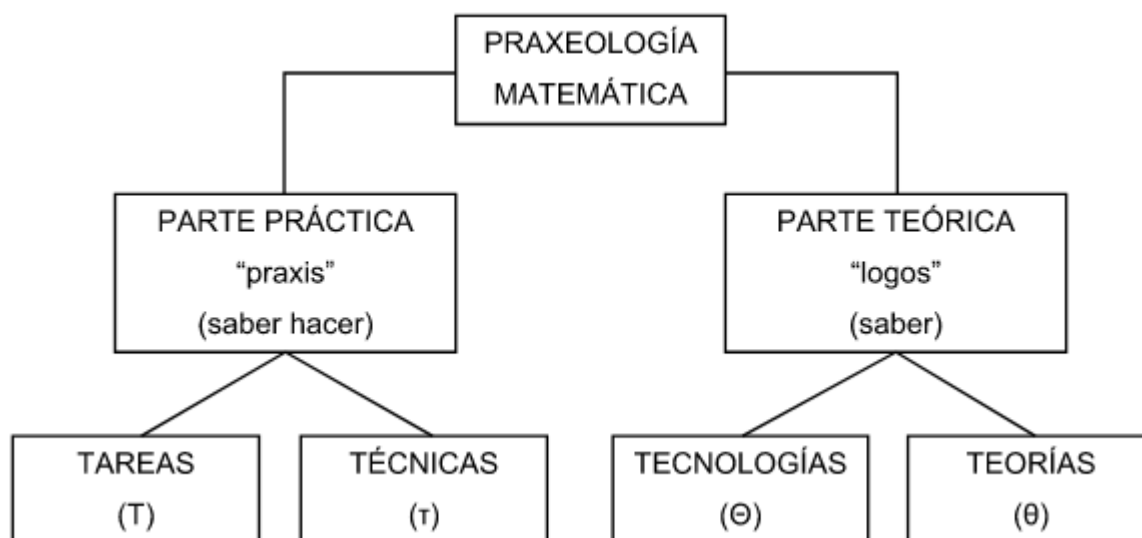 PRAXEOLOGÍA
MATEMÁTICA
PARTE PRÁCTICA
“praxis”
(saber hacer)
PARTE TEÓRICA
“logos”
(saber)
TAREAS
(T)
TÉCNICAS
(τ)
TECNOLOGÍAS
(Θ)
TEORÍAS
(θ)